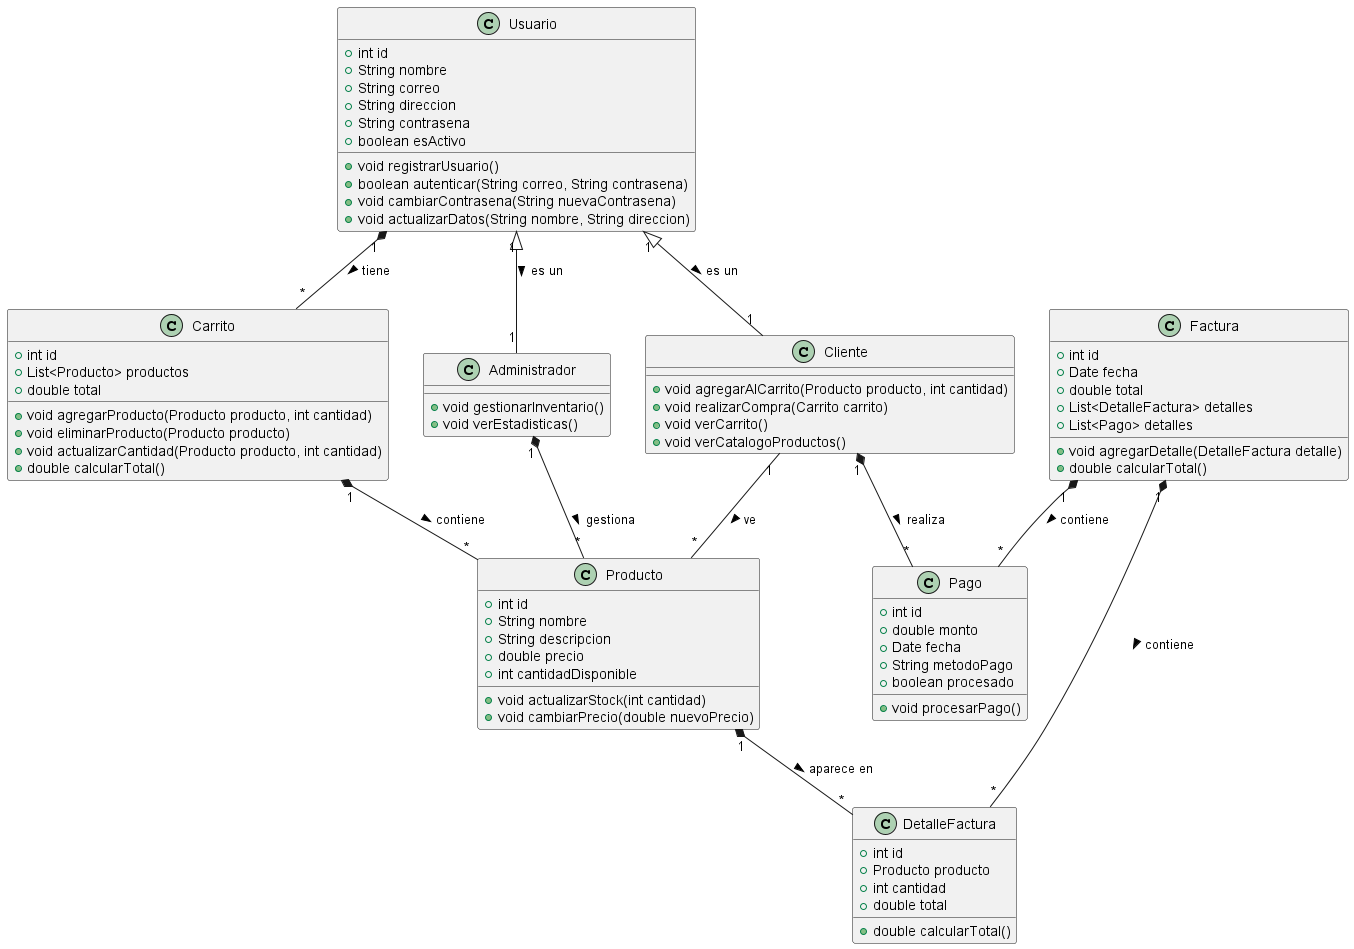 C Usuario
int id
String nombre
String correo
String direccion
String contrasena
boolean esActivo
void registrarUsuario()
boolean autenticar(String correo, String contrasena)
void cambiarContrasena(String nuevaContrasena)
void actualizarDatos(String nombre, String direccion)
1
1
1
tiene
es un
es un
*
1
1
C Carrito
int id
List<Producto> productos
double total
void agregarProducto(Producto producto, int cantidad)
void eliminarProducto(Producto producto)
void actualizarCantidad(Producto producto, int cantidad)
double calcularTotal()
C Administrador
void gestionarInventario()
void verEstadisticas()
C Cliente
void agregarAlCarrito(Producto producto, int cantidad)
void realizarCompra(Carrito carrito)
void verCarrito()
void verCatalogoProductos()
C Factura
int id
Date fecha
double total
List<DetalleFactura> detalles
List<Pago> detalles
void agregarDetalle(DetalleFactura detalle)
double calcularTotal()
1
1
1
1
1
1
contiene
gestiona
ve
realiza
contiene
*
*
*
*
*
C Producto
int id
String nombre
String descripcion
double precio
int cantidadDisponible
void actualizarStock(int cantidad)
void cambiarPrecio(double nuevoPrecio)
C Pago
int id
double monto
Date fecha
String metodoPago
boolean procesado
void procesarPago()
contiene
1
aparece en
*
*
C DetalleFactura
int id
Producto producto
int cantidad
double total
double calcularTotal()